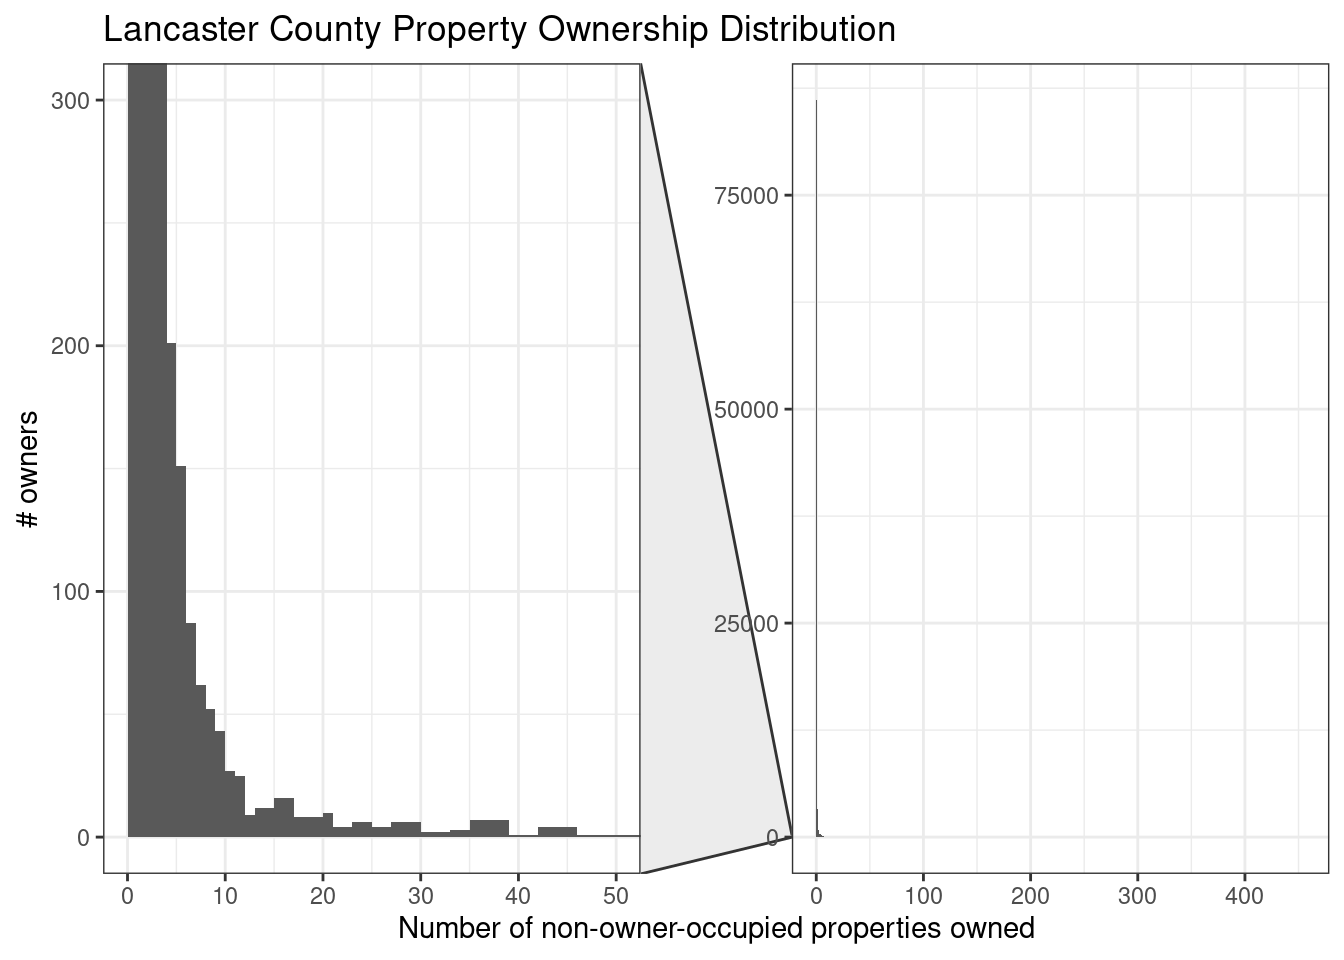 Lancaster County Property Ownership Distribution
# owners
300
200
100
0
0 10 20 30 40 50
75000
50000
25000
0
0 100 200 300 400
Number of non-owner-occupied properties owned